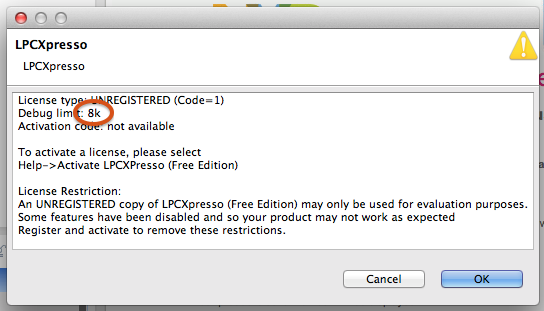 LPCXpresso
LPCXpresso
License type: UNREGISTERED (Code=1)
Debug limit: 8k
Activation code: not available
To activate a license, please select
Help->Activate LPCXPresso (Free Edition)
License Restriction:
An UNREGISTERED copy of LPCXpresso (Free Edition) may only be used for evaluation purposes.
Some features have been disabled and so your product may not work as expected
Register and activate to remove these restrictions.
Cancel
OK